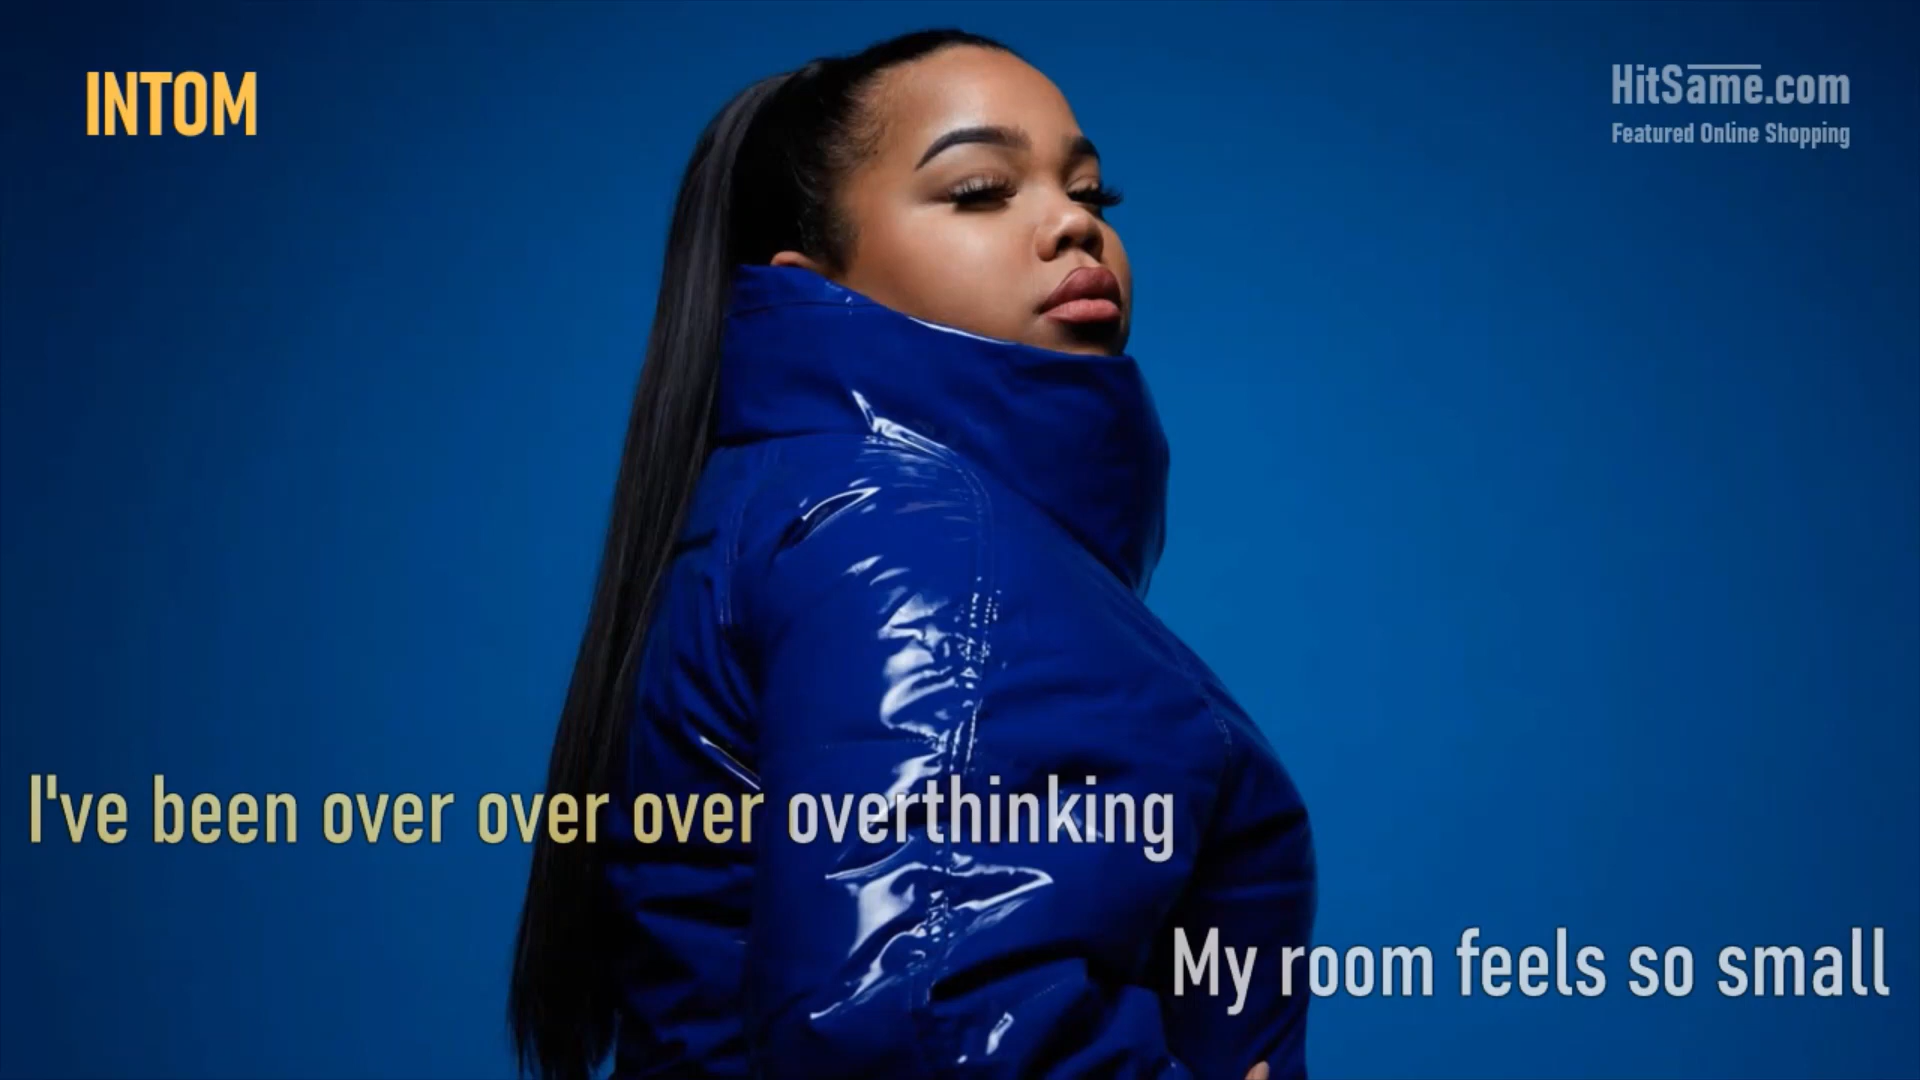 INTOM
HitSame.com
Featured Online Shopping
I've been over over over overthinking
My room feels so small